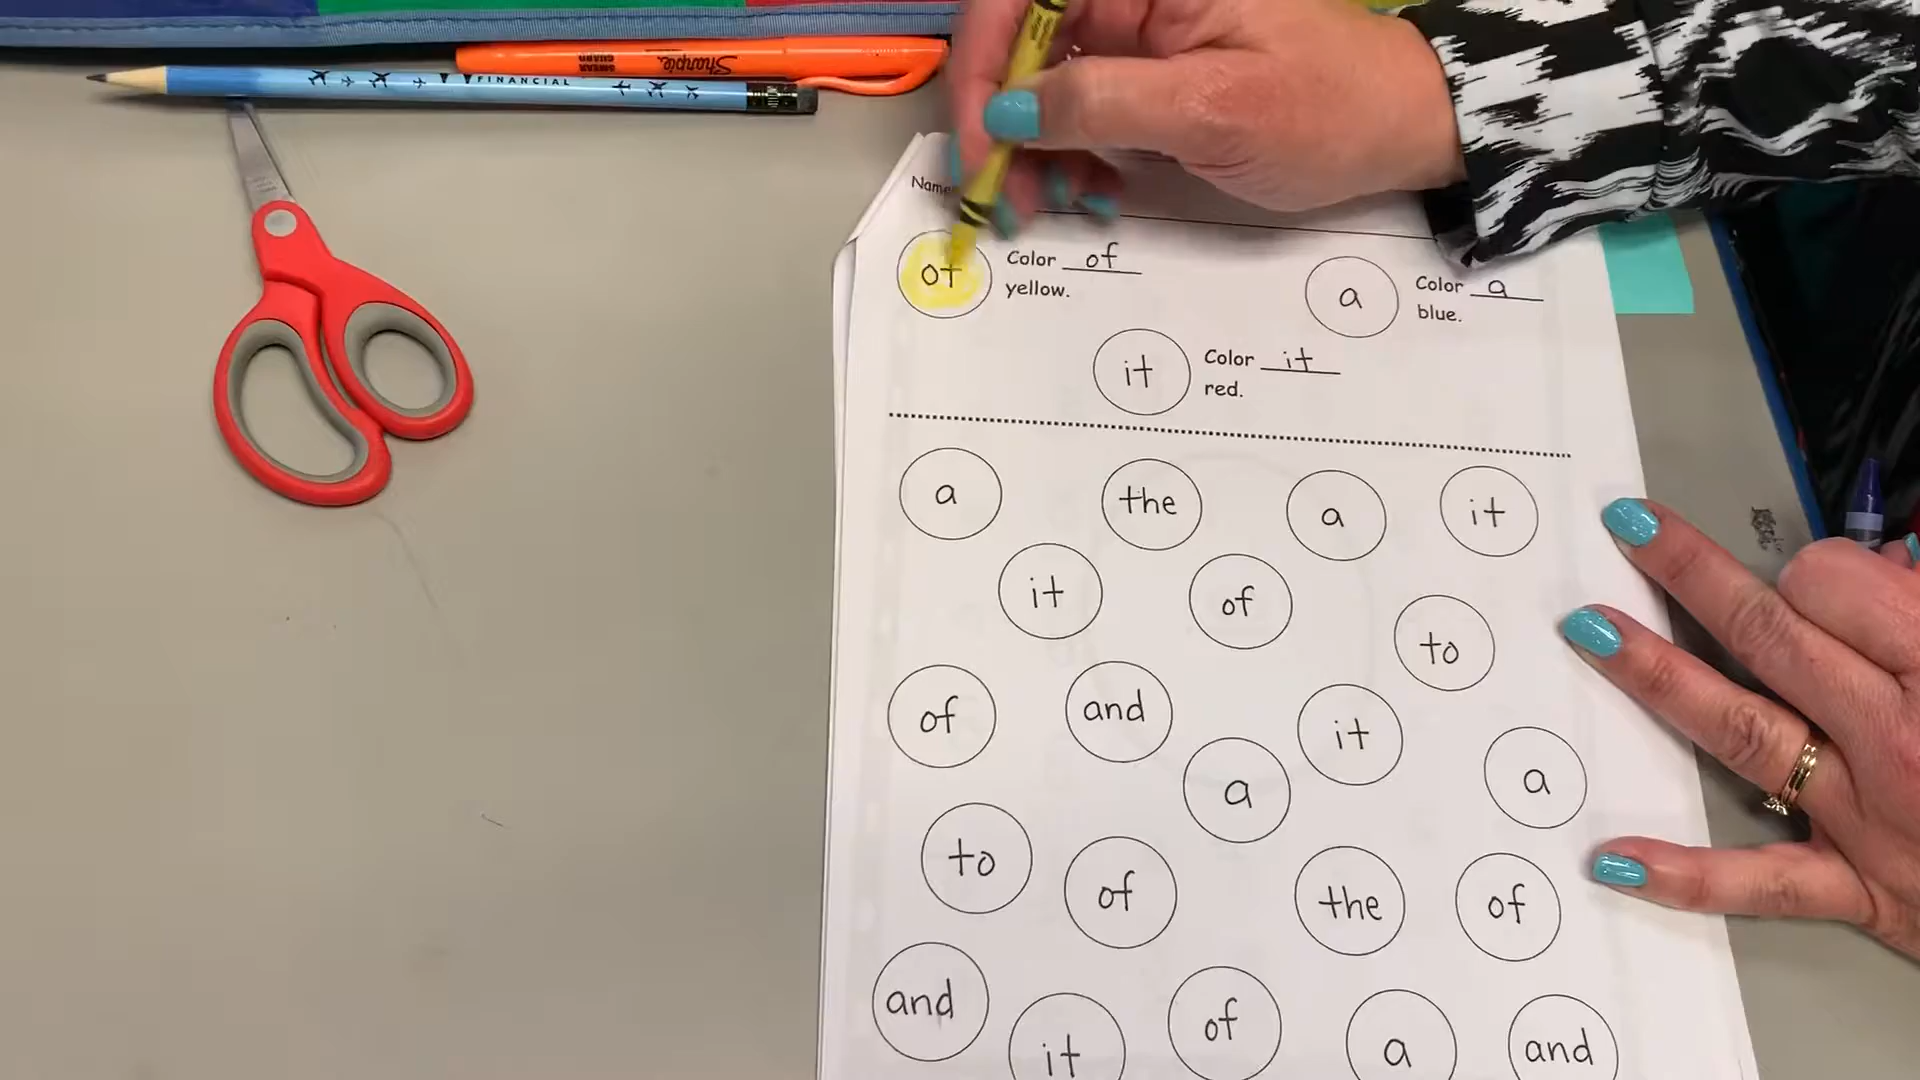 Sharpie
FINANCIAL
Name
of Color of
yellow.
a Color a
blue.
it Color it
red.
a the a it
it of to
of and it
a a
to of the of
and it of a and